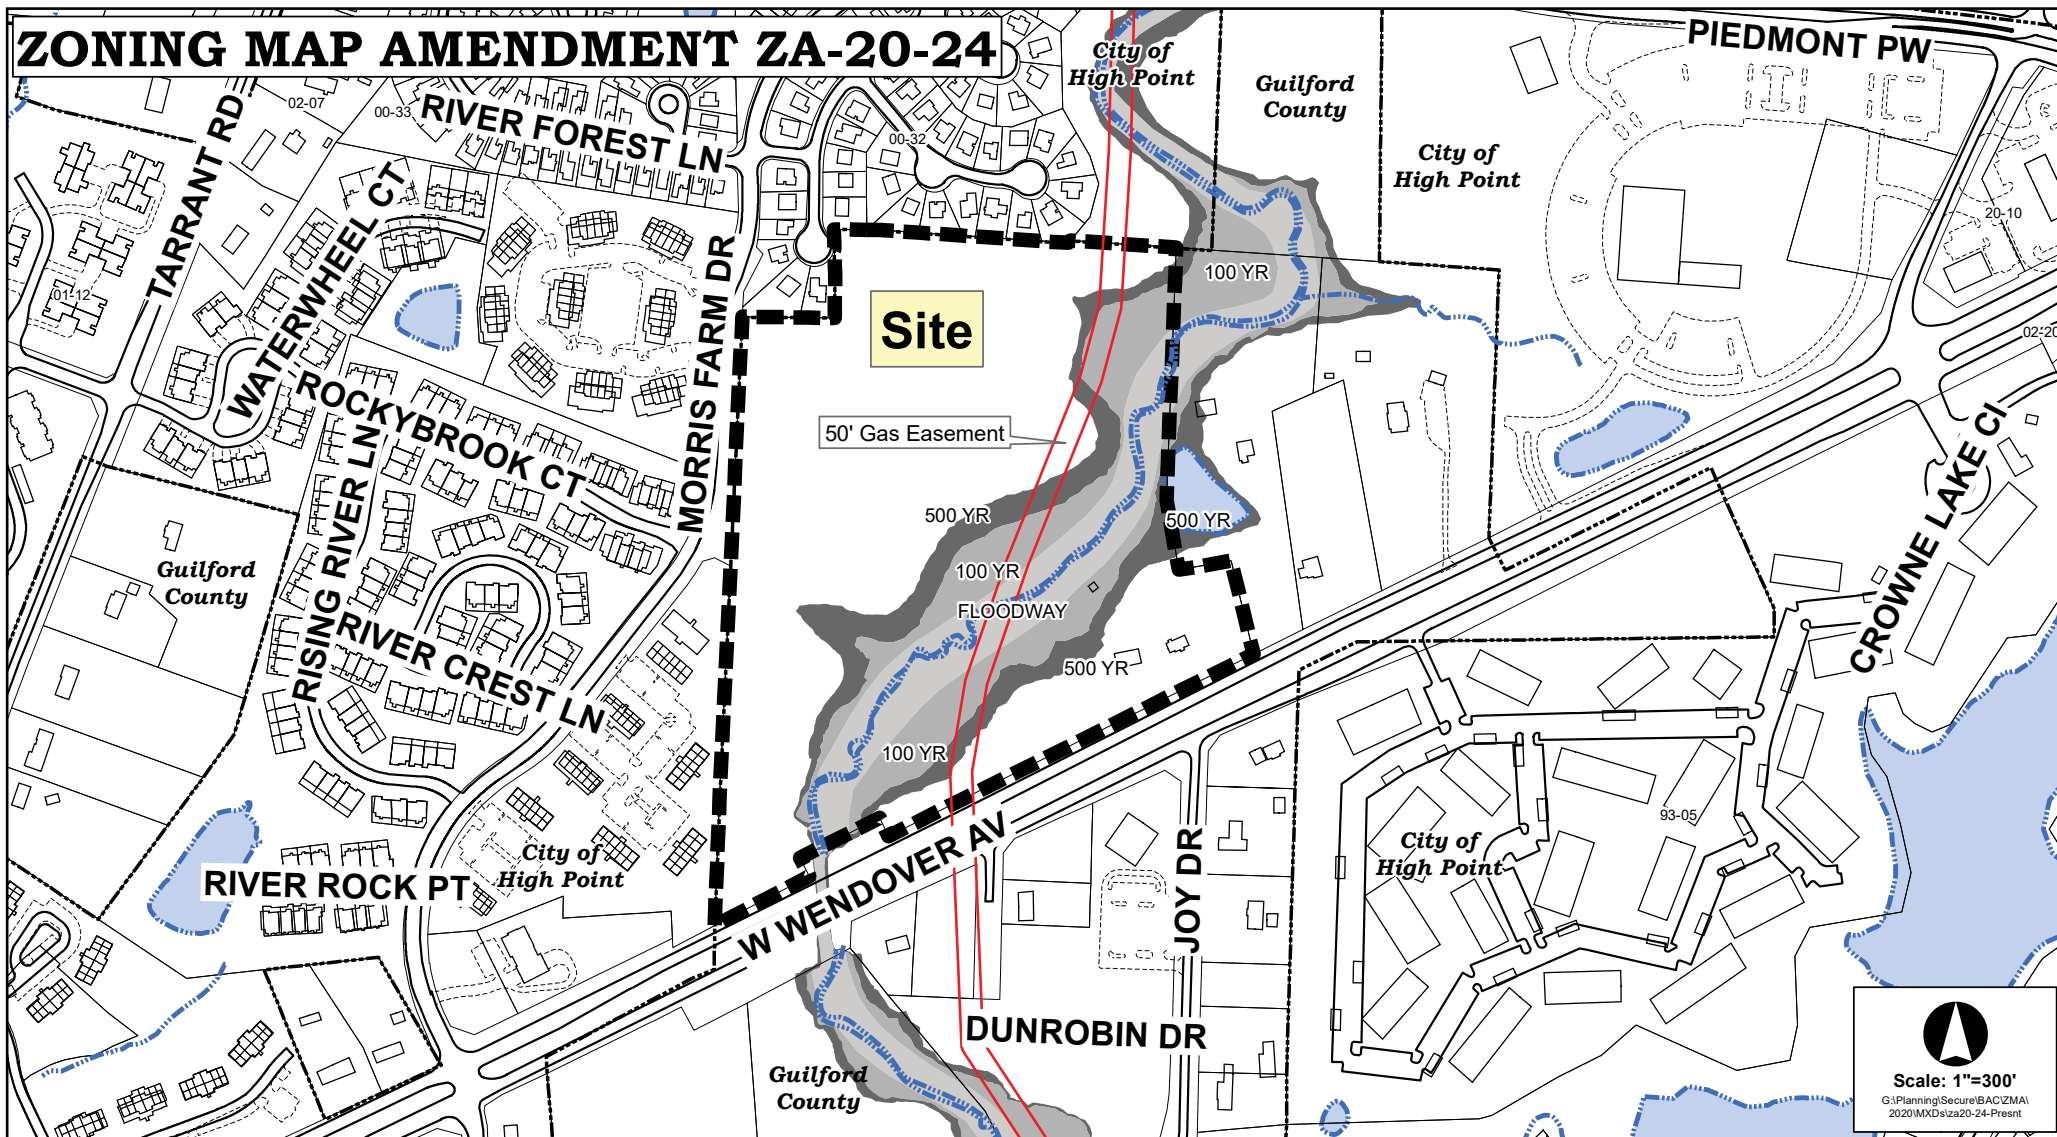 ZONING MAP AMENDMENT ZA-20-24
PIEDMONT PW
City of
High Point
Guilford
County
City of
High Point
02-07
00-33
00-32
RIVER FOREST LN
TARRANT RD
WATERWHEEL CT
20-10
01-12
MORRIS FARM DR
100 YR
Site
02-20
50' Gas Easement
ROCKYBROOK CT
RISING RIVER LN
CROWNE LAKE CI
500 YR
500 YR
Guilford
County
100 YR
FLOODWAY
RIVER CREST LN
500 YR
100 YR
93-05
City of
High Point
City of
High Point
RIVER ROCK PT
W WENDOVER AV
JOY DR
DUNROBIN DR
Guilford
County
Scale: 1"=300'
G:\Planning\Secure\BAC\ZMA\
2020\MXDs\za20-24-Presnt